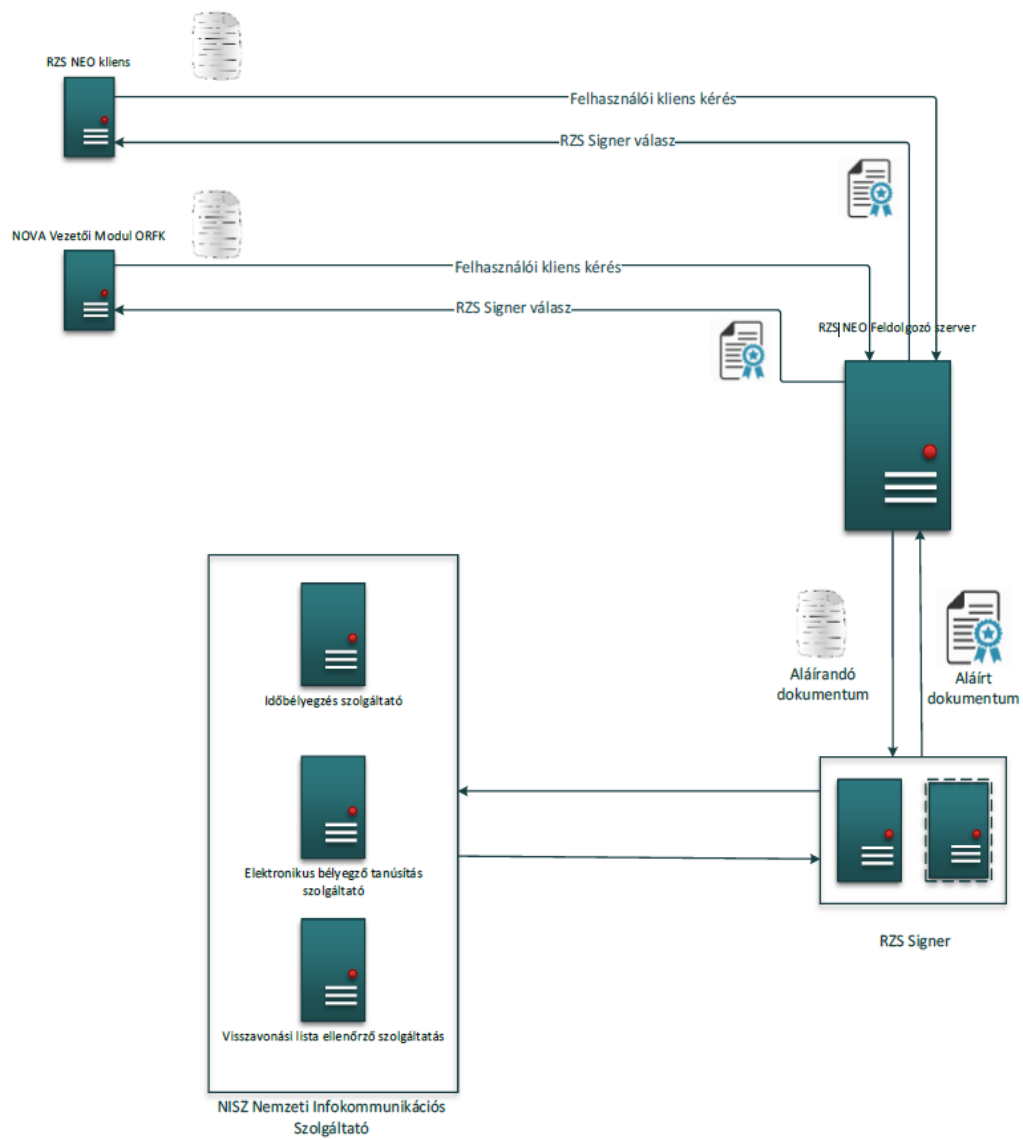 RZS NEO kliens
Felhasználói kliens kérés
RZS Signer válasz
NOVA Vezetői Modul ORFK
Felhasználói kliens kérés
RZS Signer válasz
RZS NEO Feldolgozó szerver
Aláírandó
dokumentum
Aláírt
dokumentum
Időbélyegzés szolgáltató
Elektronikus bélyegző tanúsítás
szolgáltató
Visszavonási lista ellenőrző szolgáltatás
RZS Signer
NISZ Nemzeti Infokommunikációs
Szolgáltató